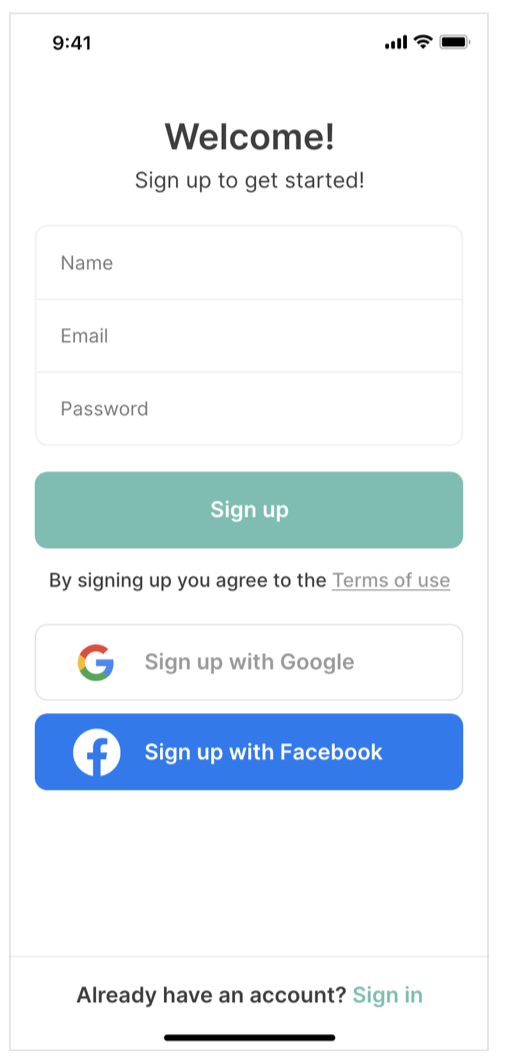 9:41
Welcome!
Sign up to get started!
Name
Email
Password
Sign up
By signing up you agree to the Terms of use
Sign up with Google
Sign up with Facebook
Already have an account? Sign in